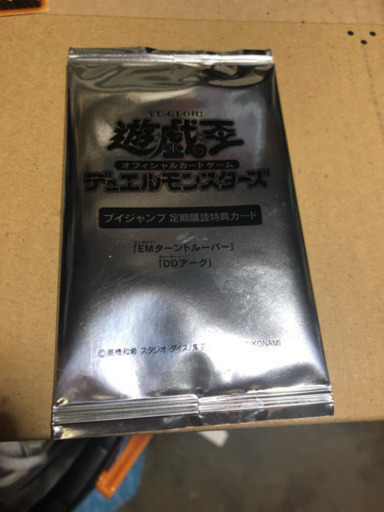 YU-GI-OH!
遊戯王
オフィシャルカードゲーム
デュエルモンスターズ
ブイジャンプ 定期購読特典カード
「EMターントルーパー」
「DDアーク」
©高橋和希 スタジオ・ダイス/集
KONAMI